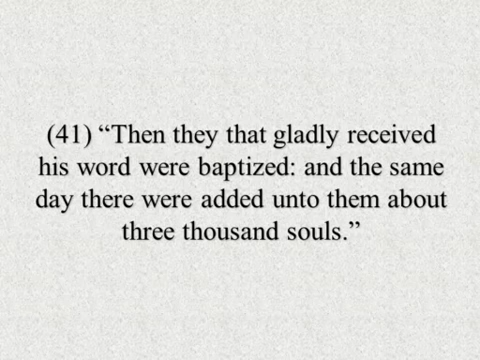 (41) “Then they that gladly received
his word were baptized: and the same
day there were added unto them about
three thousand souls.”